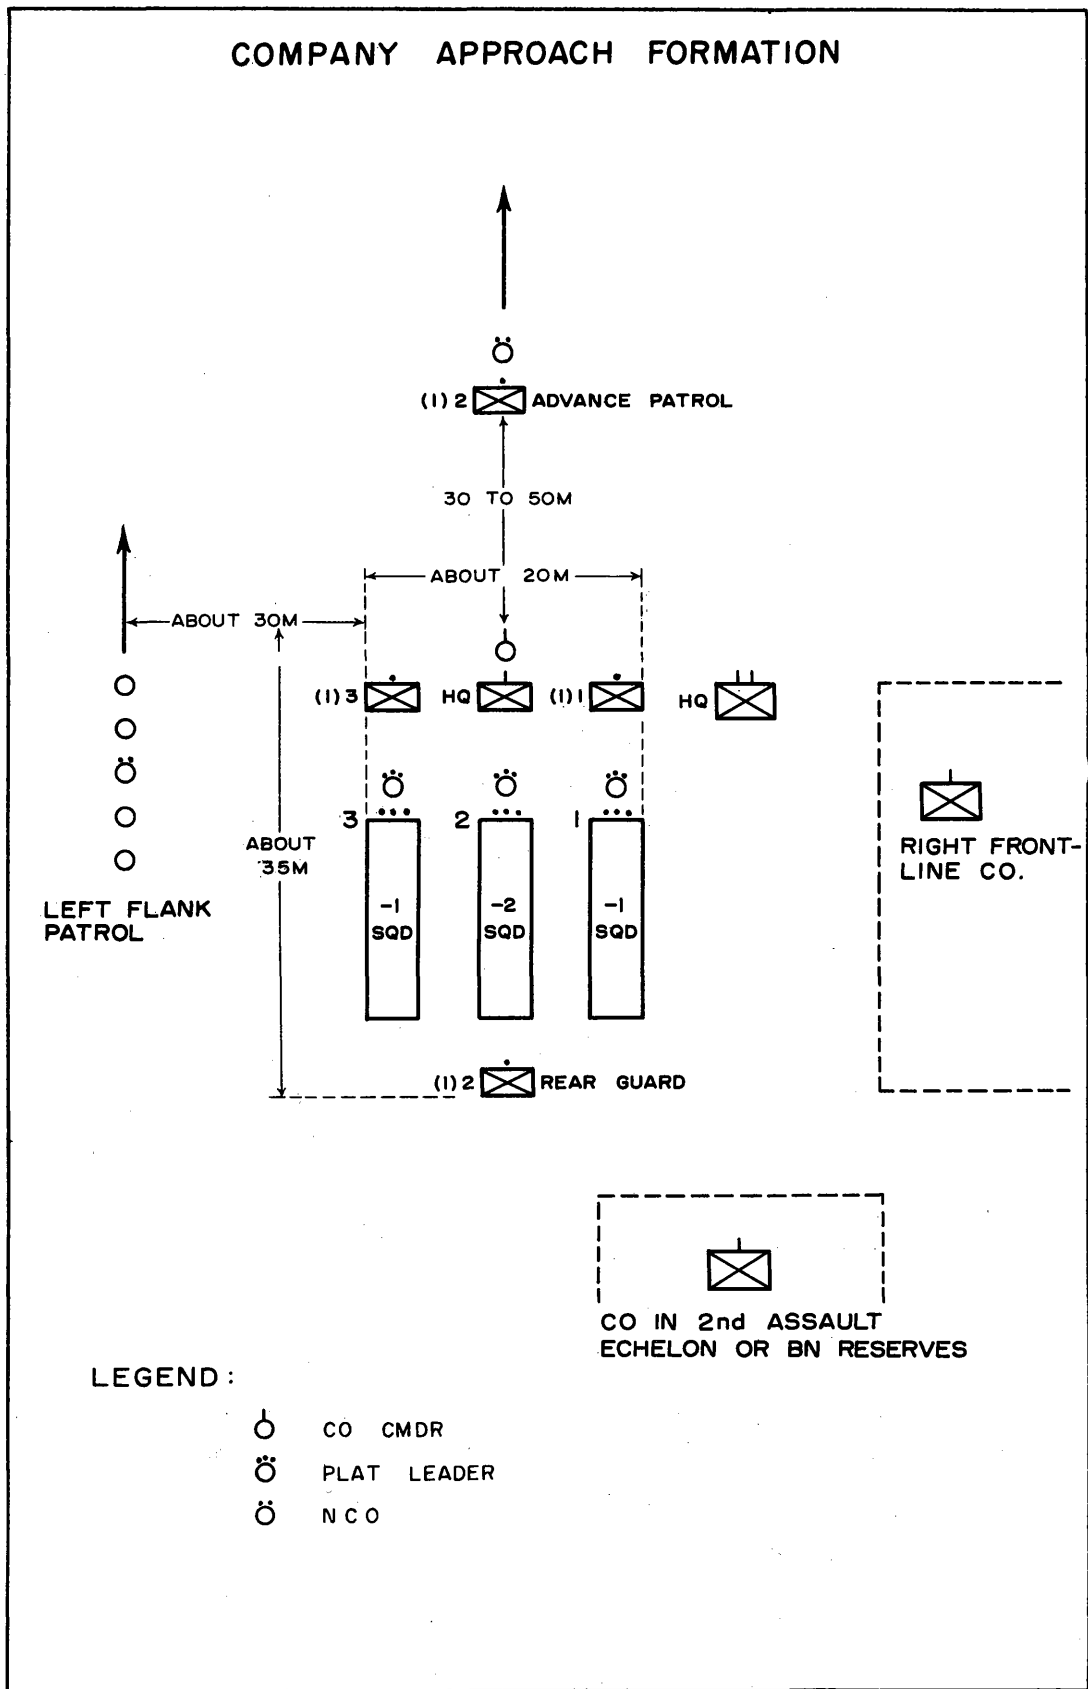 COMPANY APPROACH FORMATION
(1) 2
ADVANCE PATROL
30 TO 50M
ABOUT 20M
ABOUT 30M
(1) 3
HQ
(1) 1
HQ
3
2
1
ABOUT
35M
RIGHT FRONT-
LINE CO.
-1
SQD
-2
SQD
-1
SQD
LEFT FLANK
PATROL
(1) 2
REAR GUARD
CO IN 2nd ASSAULT
ECHELON OR BN RESERVES
LEGEND:
CO CMDR
PLAT LEADER
NCO